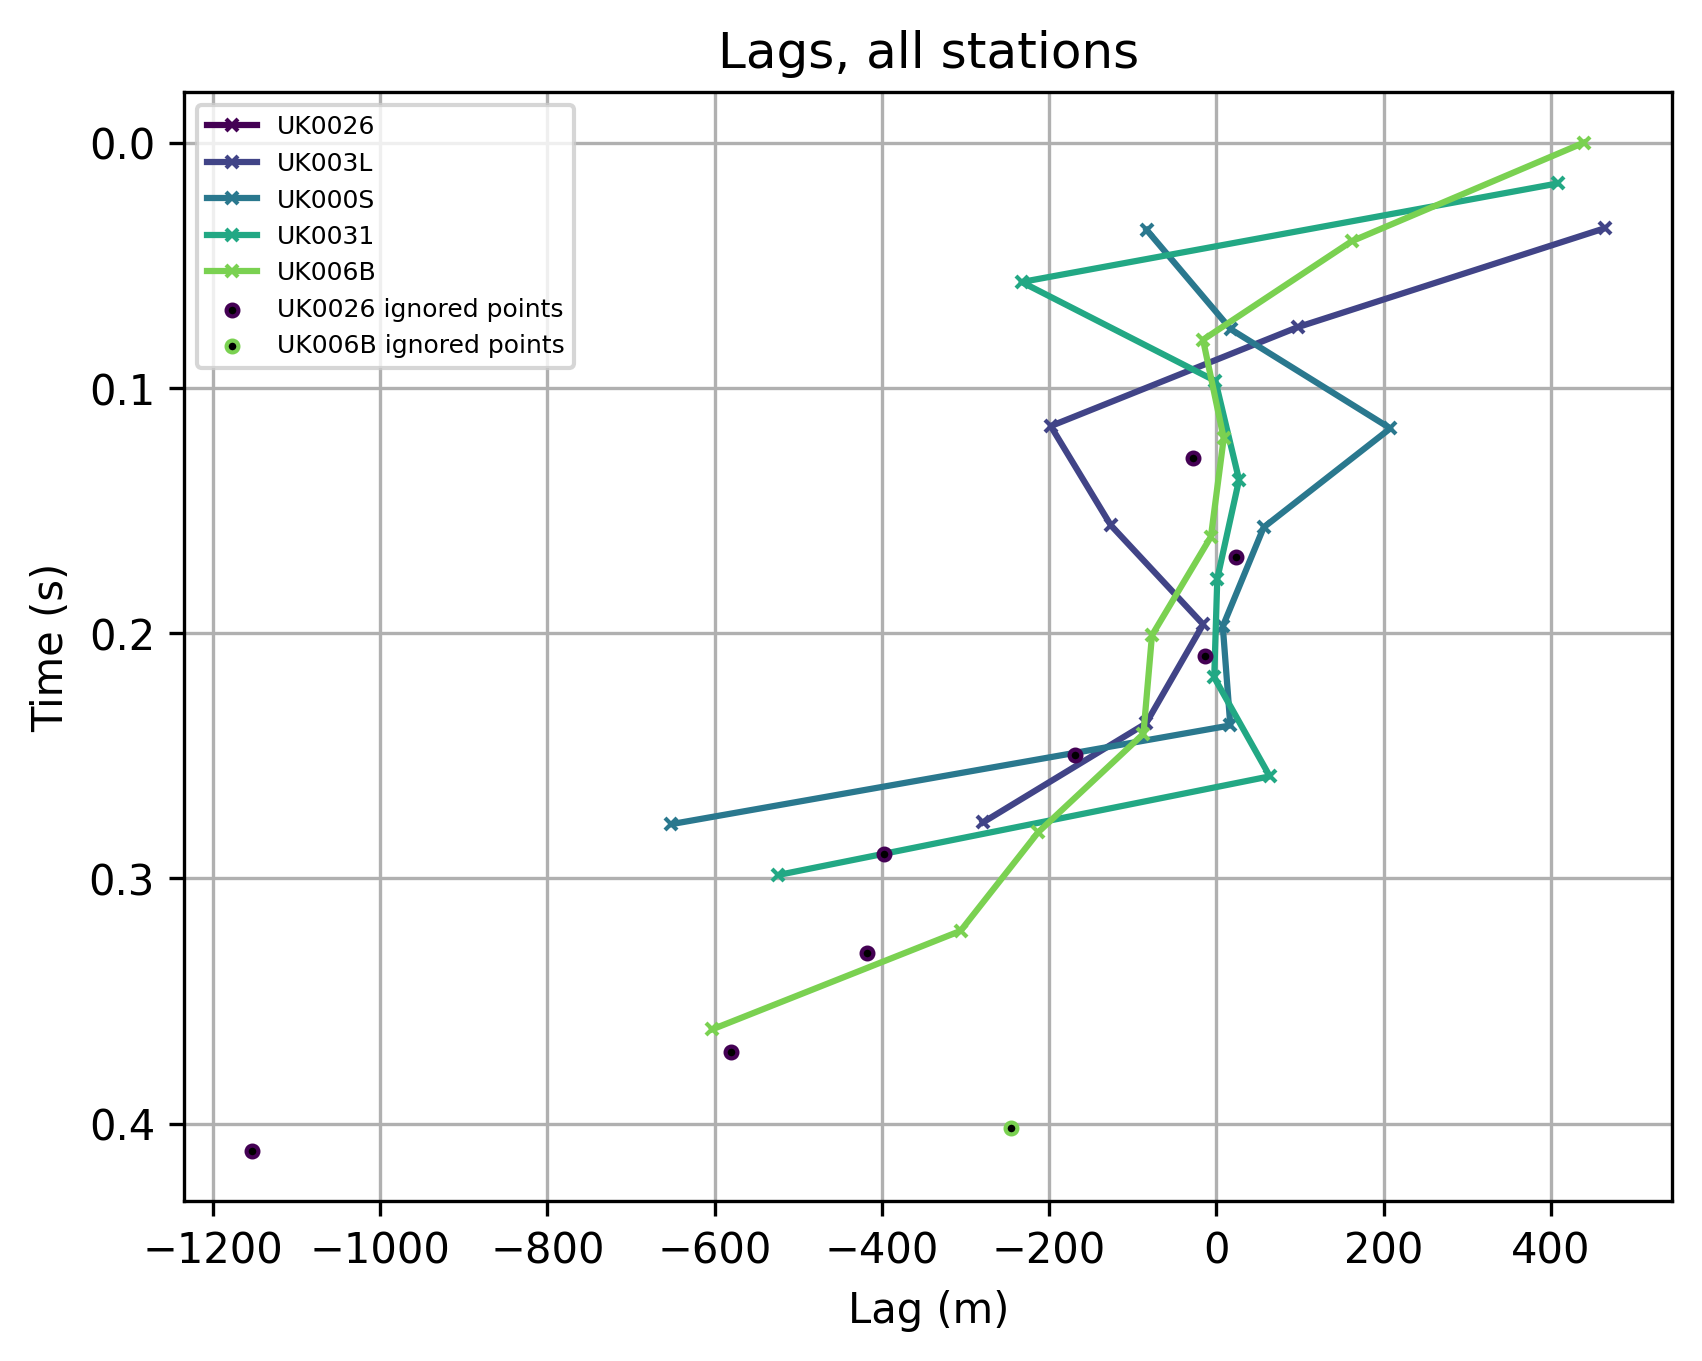 Lags, all stations
UK0026
UK003L
UK000S
UK0031
UK006B
UK0026 ignored points
UK006B ignored points
0.0
0.1
0.2
0.3
0.4
Time (s)
−1200 −1000 −800 −600 −400 −200 0 200 400
Lag (m)